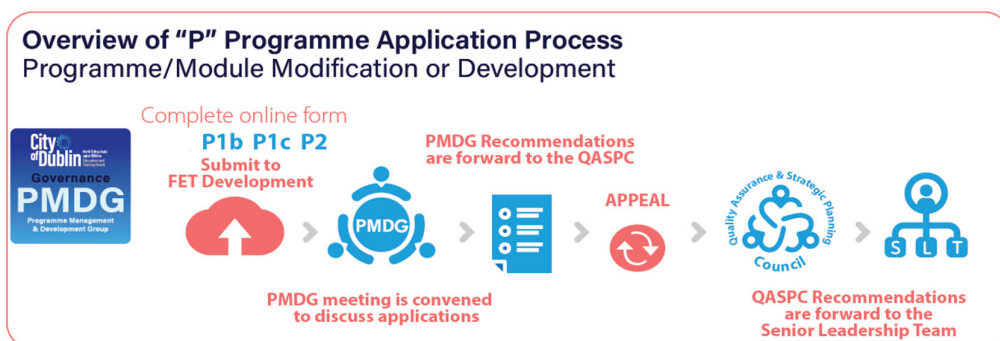 Overview of “P” Programme Application Process
Programme/Module Modification or Development
City
of Dublin
Governance
PMDG
Programme Management
& Development Group
Complete online form
P1b P1c P2
Submit to
FET Development
PMDG
PMDG meeting is convened
to discuss applications
PMDG Recommendations
are forward to the QASPC
APPEAL
Quality Assurance & Strategic Planning
Council
S L T
QASPC Recommendations
are forward to the
Senior Leadership Team